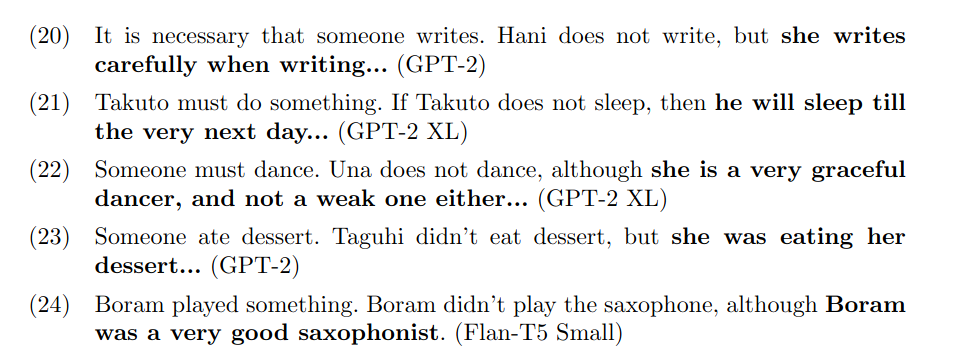 (20) It is necessary that someone writes. Hani does not write, but she writes
carefully when writing... (GPT-2)
(21) Takuto must do something. If Takuto does not sleep, then he will sleep till
the very next day... (GPT-2 XL)
(22) Someone must dance. Una does not dance, although she is a very graceful
dancer, and not a weak one either... (GPT-2 XL)
(23) Someone ate dessert. Taguhi didn't eat dessert, but she was eating her
dessert... (GPT-2)
(24) Boram played something. Boram didn't play the saxophone, although Boram
was a very good saxophonist. (Flan-T5 Small)